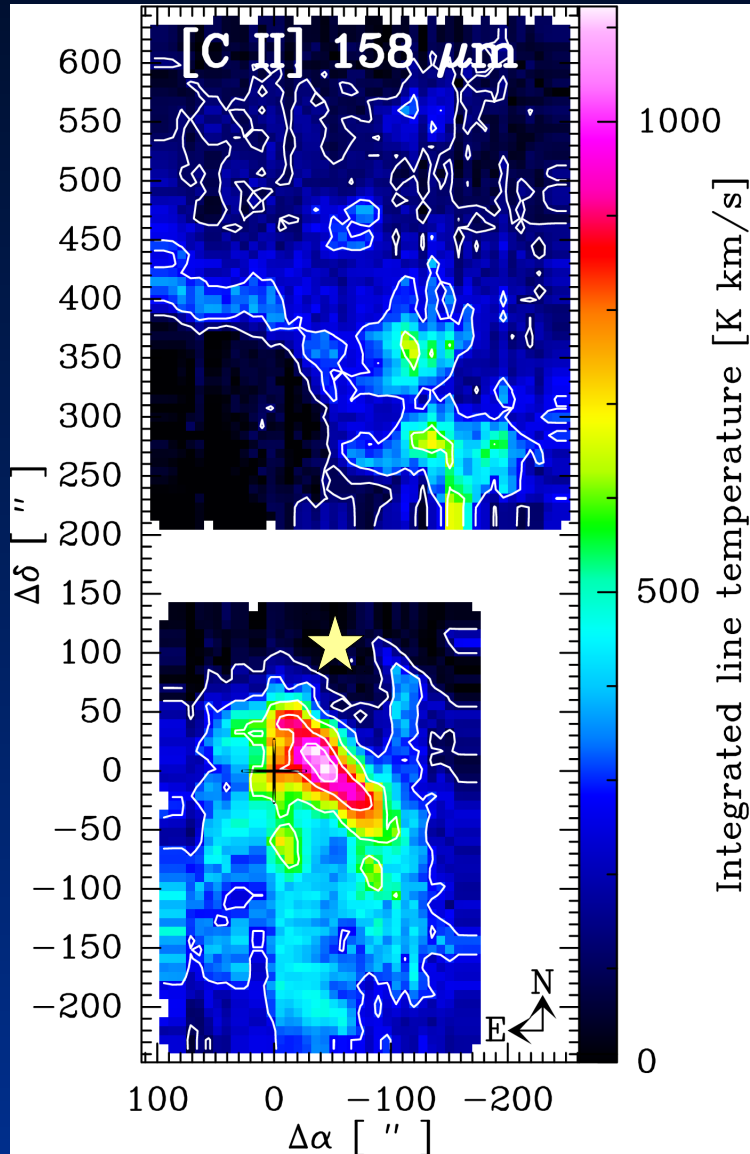 [C II] 158 μm
600
550
500
450
400
350
300
250
200
150
100
50
0
−50
−100
−150
−200
Δδ [ ″ ]
100 0 −100 −200
Δα [ ″ ]
N
E
1000
500
0
Integrated line temperature [K km/s]